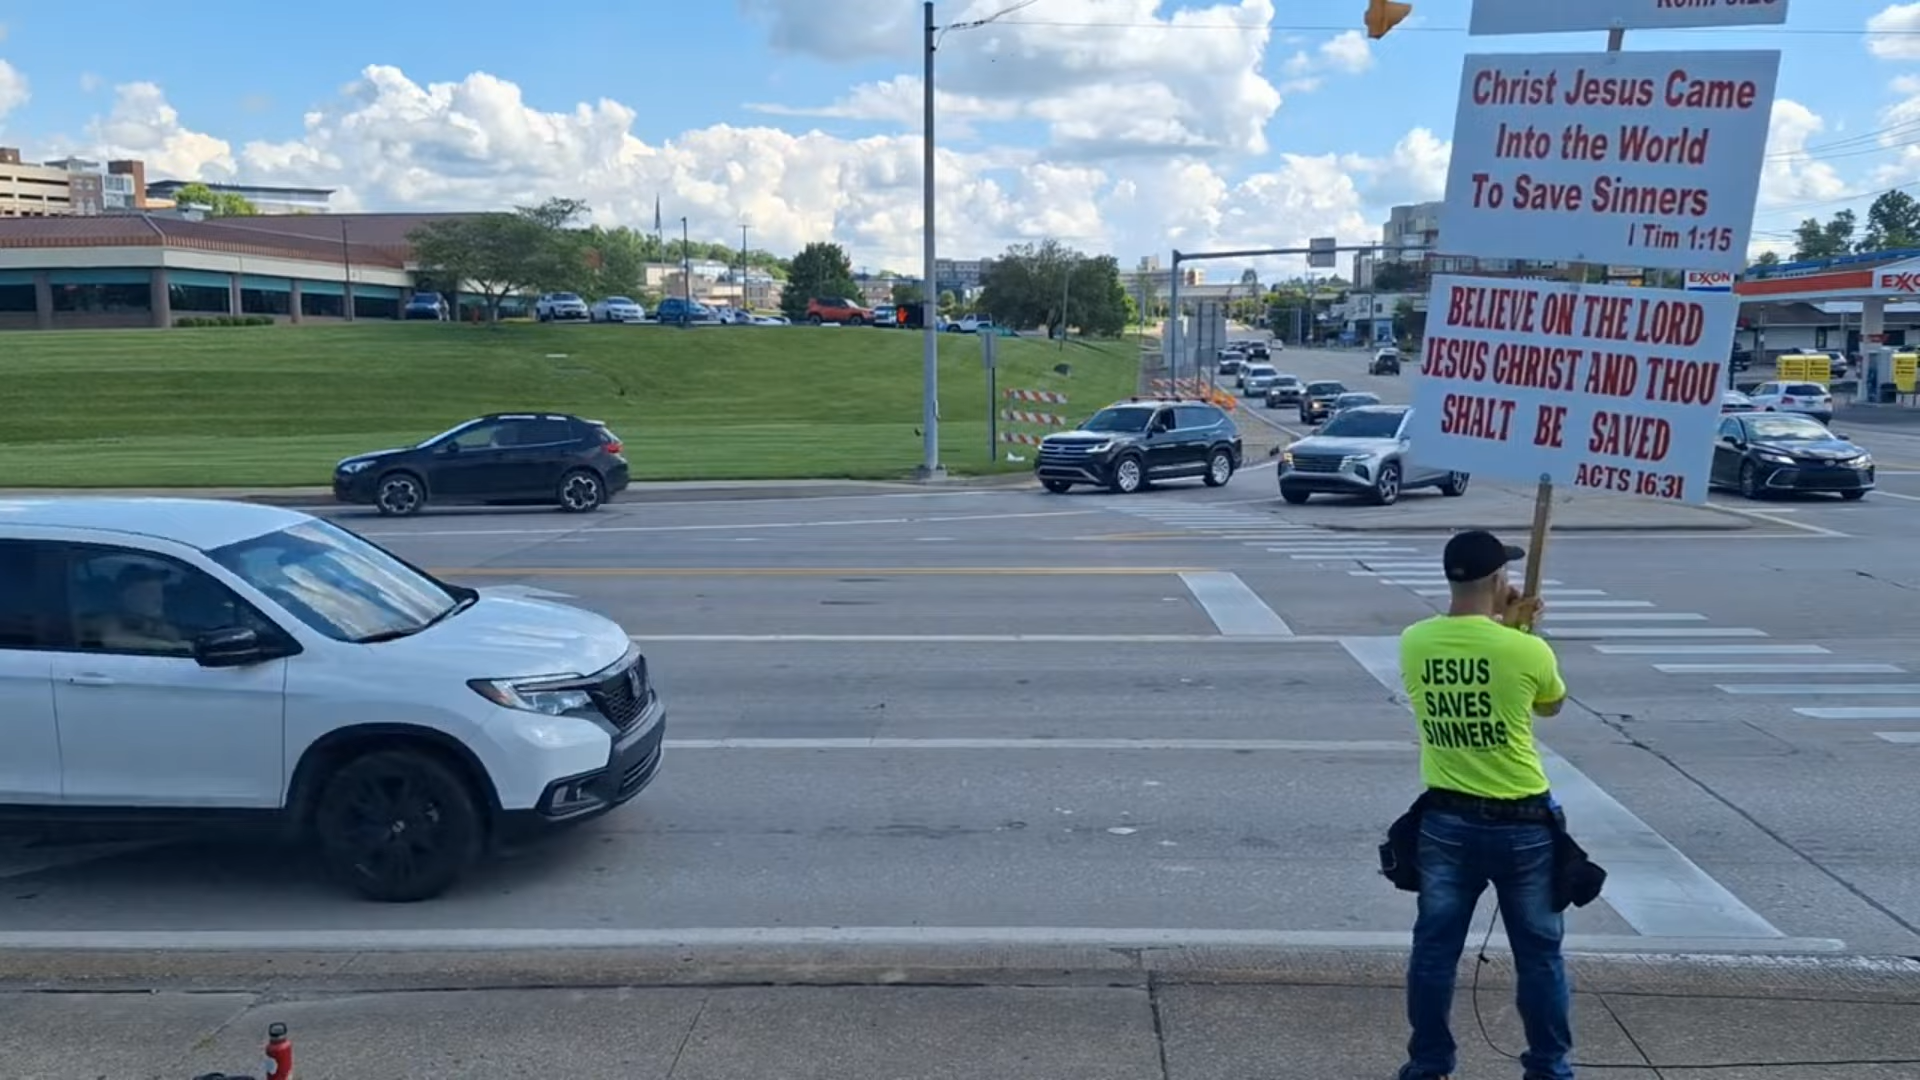 Christ Jesus Came
Into the World
To Save Sinners
I Tim 1:15
EXXON
BELIEVE ON THE LORD
JESUS CHRIST AND THOU
SHALT BE SAVED
ACTS 16:31
JESUS
SAVES
SINNERS